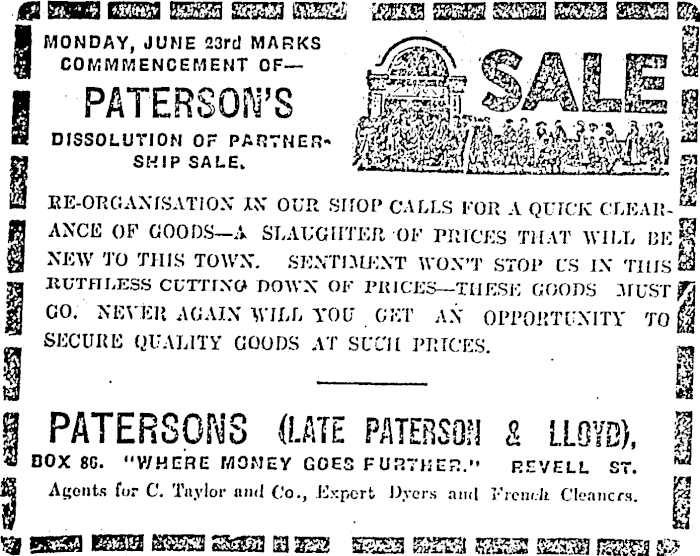 MONDAY, JUNE 23rd MARKS
COMMMENCEMENT OF—
PATERSON'S
DISSOLUTION OF PARTNER-
SHIP SALE.
SALE
RE-ORGANISATION IN OUR SHOP CALLS FOR A QUICK CLEAR-
ANCE OF GOODS—A SLAUGHTER OF PRICES THAT WILL BE
NEW TO THIS TOWN. SENTIMENT WON'T STOP US IN THIS
RUTHLESS CUTTING DOWN OF PRICES—THESE GOODS MUST
GO. NEVER AGAIN WILL YOU GET AN OPPORTUNITY TO
SECURE QUALITY GOODS AT SUCH PRICES.
PATERSONS (LATE PATERSON & LLOYD),
BOX 86. "WHERE MONEY GOES FURTHER." REVELL ST.
Agents for C. Taylor and Co., Expert Dyers and French Cleaners.